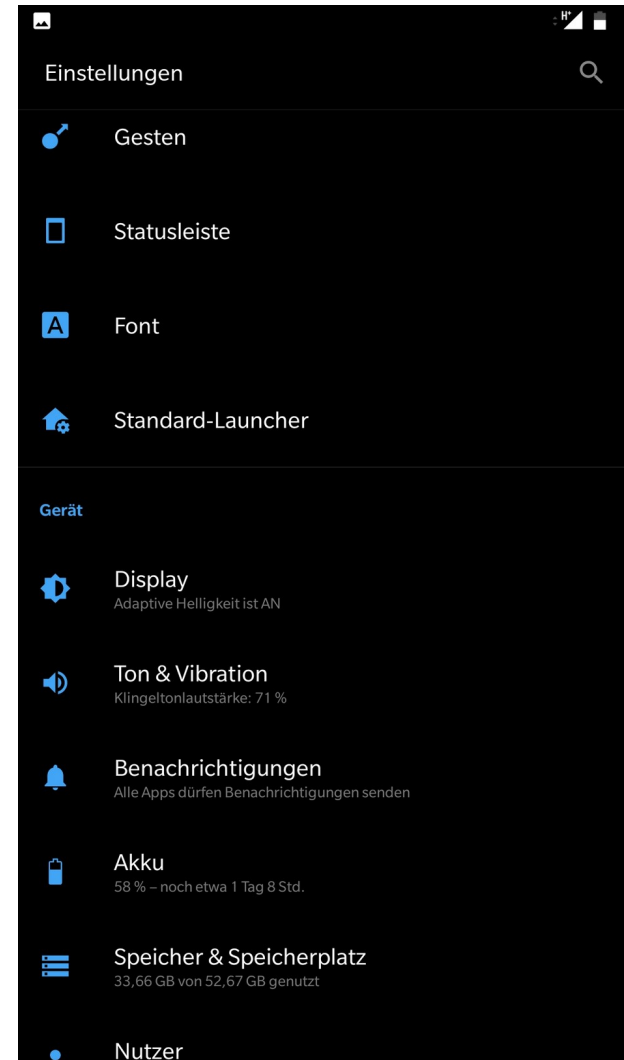 H+
Einstellungen
Gesten
Statusleiste
A Font
Standard-Launcher
Gerät
Display
Adaptive Helligkeit ist AN
Ton & Vibration
Klingeltonlautstärke: 71 %
Benachrichtigungen
Alle Apps dürfen Benachrichtigungen senden
Akku
58 % – noch etwa 1 Tag 8 Std.
Speicher & Speicherplatz
33,66 GB von 52,67 GB genutzt
Nutzer